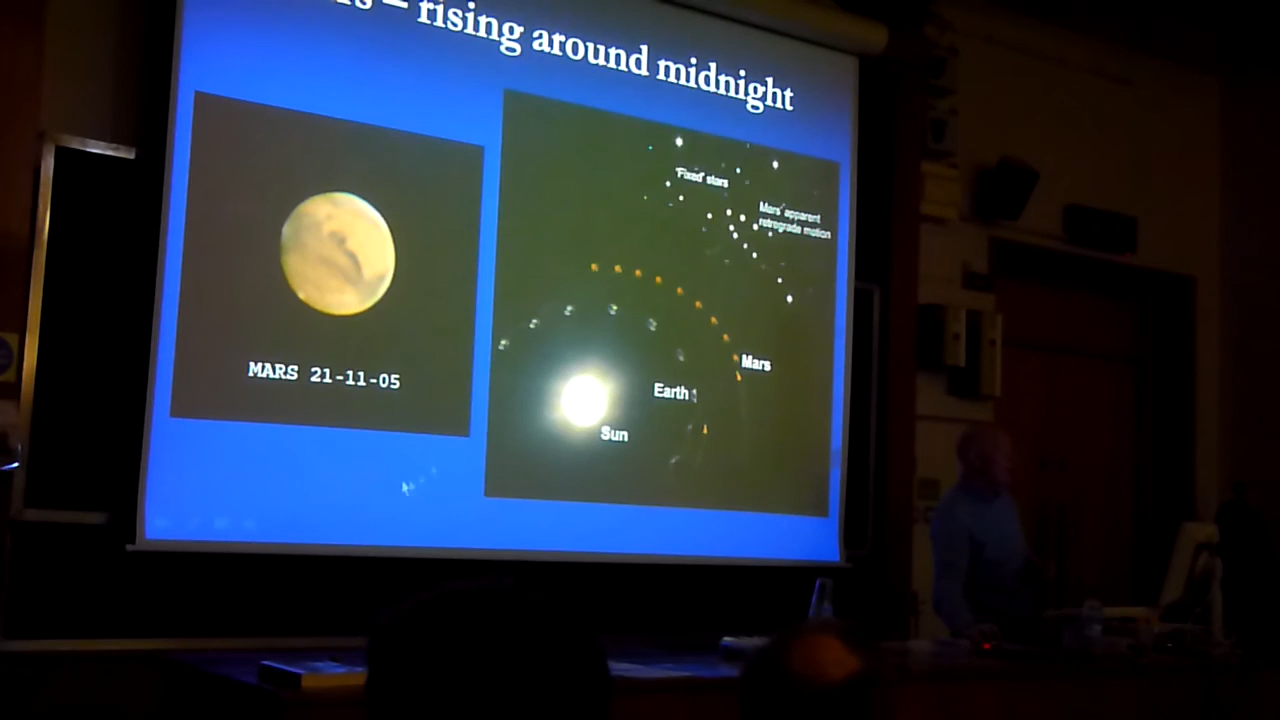 – rising around midnight
MARS 21-11-05
'Fixed' stars
Mars' apparent
retrograde motion
Mars
Earth
Sun